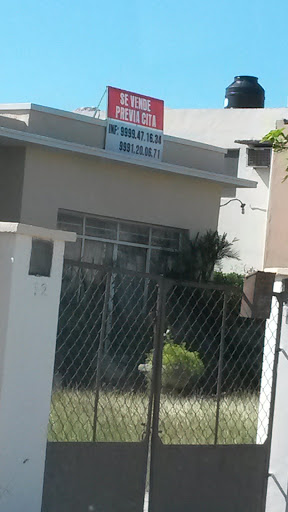 SE VENDE
PREVIA CITA
INF: 9999.47.16.34
9991.20.06.71